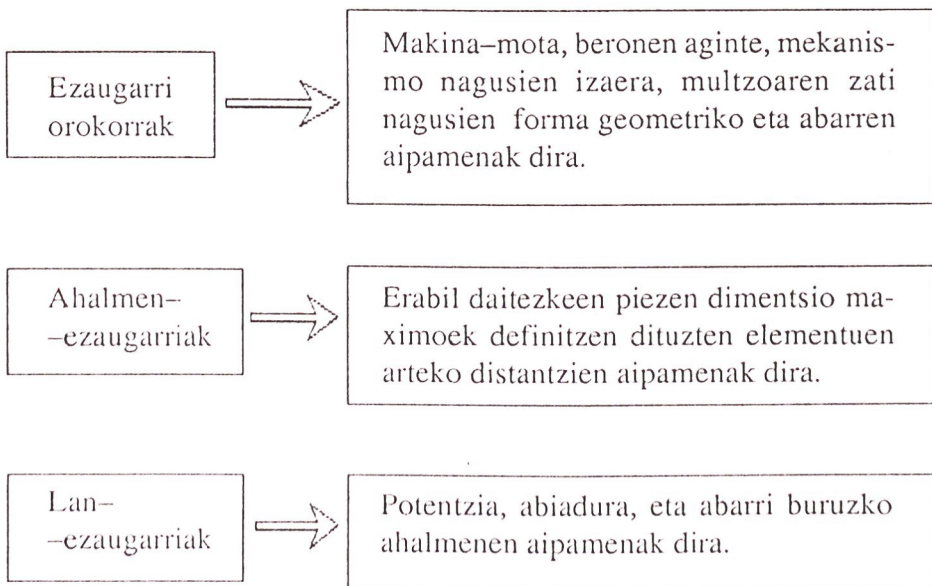 Ezaugarri
orokorrak
Makina–mota, beronen aginte, mekanis-
mo nagusien izaera, multzoaren zati
nagusien forma geometriko eta abarren
aipamenak dira.
Ahalmen–
–ezaugarriak
Erabil daitezkeen piezen dimentsio ma-
ximoek definitzen dituzten elementuen
arteko distantzien aipamenak dira.
Lan–
–ezaugarriak
Potentzia, abiadura, eta abarri buruzko
ahalmenen aipamenak dira.